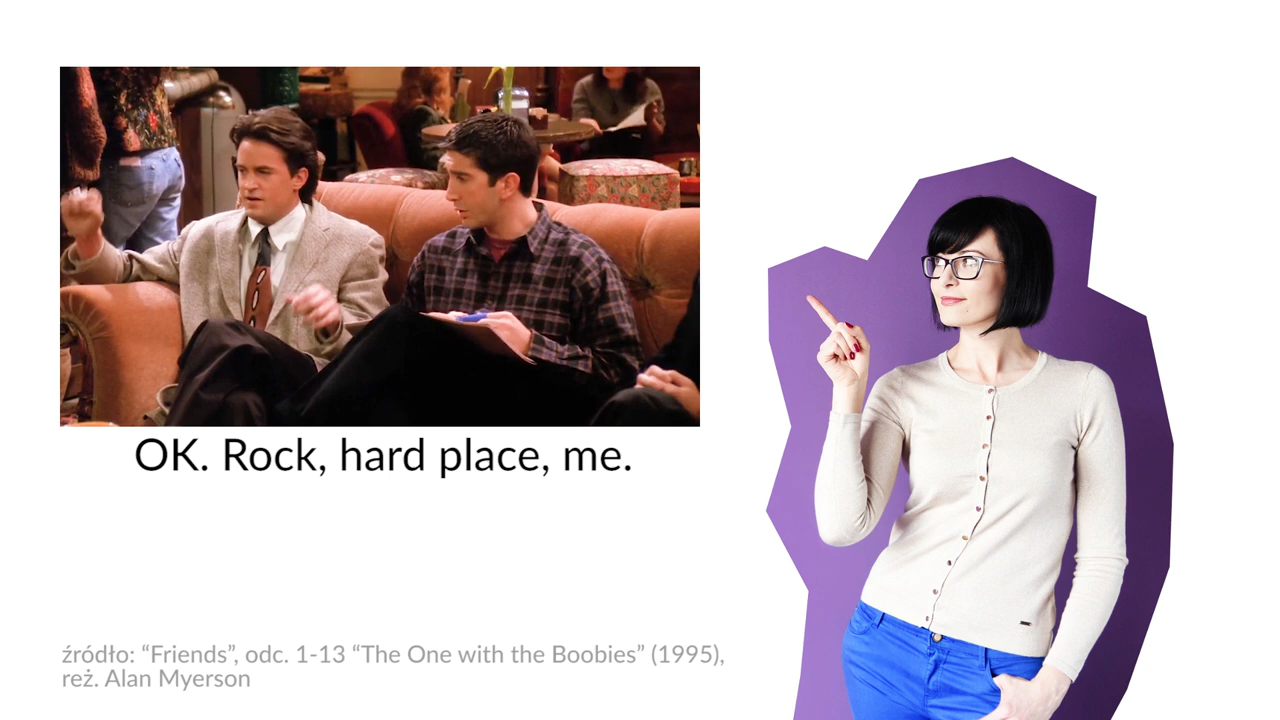 OK. Rock, hard place, me.
źródło: “Friends”, odc. 1-13 “The One with the Boobies” (1995),
reż. Alan Myerson